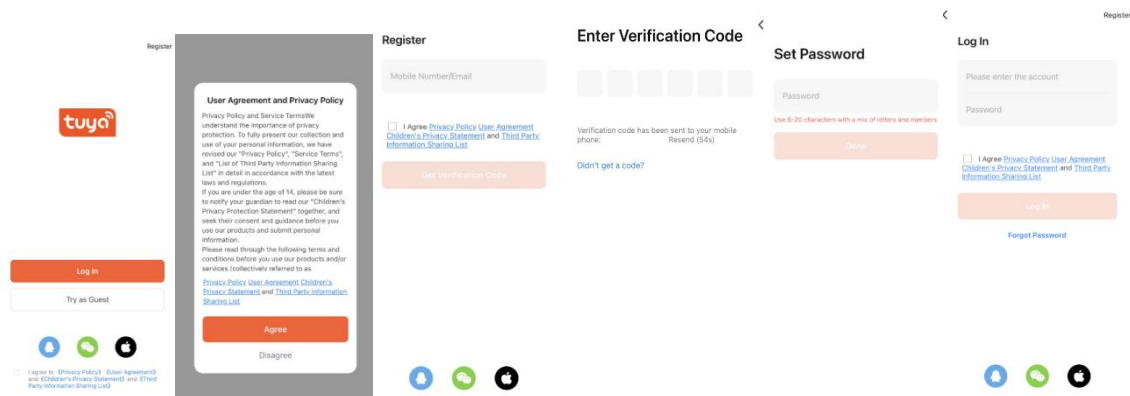 Register
tuya
Log In
Try as Guest
I agree to 《Privacy Policy》 《User Agreement》
and 《Children's Privacy Statement》 and 《Third
Party Information Sharing List》
User Agreement and Privacy Policy
Privacy Policy and Service TermsWe
understand the importance of privacy
protection. To fully present our collection and
use of your personal information, we have
revised our "Privacy Policy", "Service Terms",
and "List of Third Party Information Sharing
List" in detail in accordance with the latest
laws and regulations.
If you are under the age of 14, please be sure
to notify your guardian to read our "Children's
Privacy Protection Statement" together, and
seek their consent and guidance before you
use our products and submit personal
information.
Please read through the following terms and
conditions before you use our products and/or
services (collectively referred to as
Privacy Policy User Agreement Children's
Privacy Statement and Third Party Information
Sharing List
Agree
Disagree
Register
Mobile Number/Email
I Agree Privacy Policy User Agreement
Children's Privacy Statement and Third Party
Information Sharing List
Get Verification Code
Enter Verification Code
Verification code has been sent to your mobile
phone: Resend (54s)
Didn't get a code?
Set Password
Password
Use 6-20 characters with a mix of letters and numbers
Done
Register
Log In
Please enter the account
Password
I Agree Privacy Policy User Agreement
Children's Privacy Statement and Third Party
Information Sharing List
Log In
Forgot Password